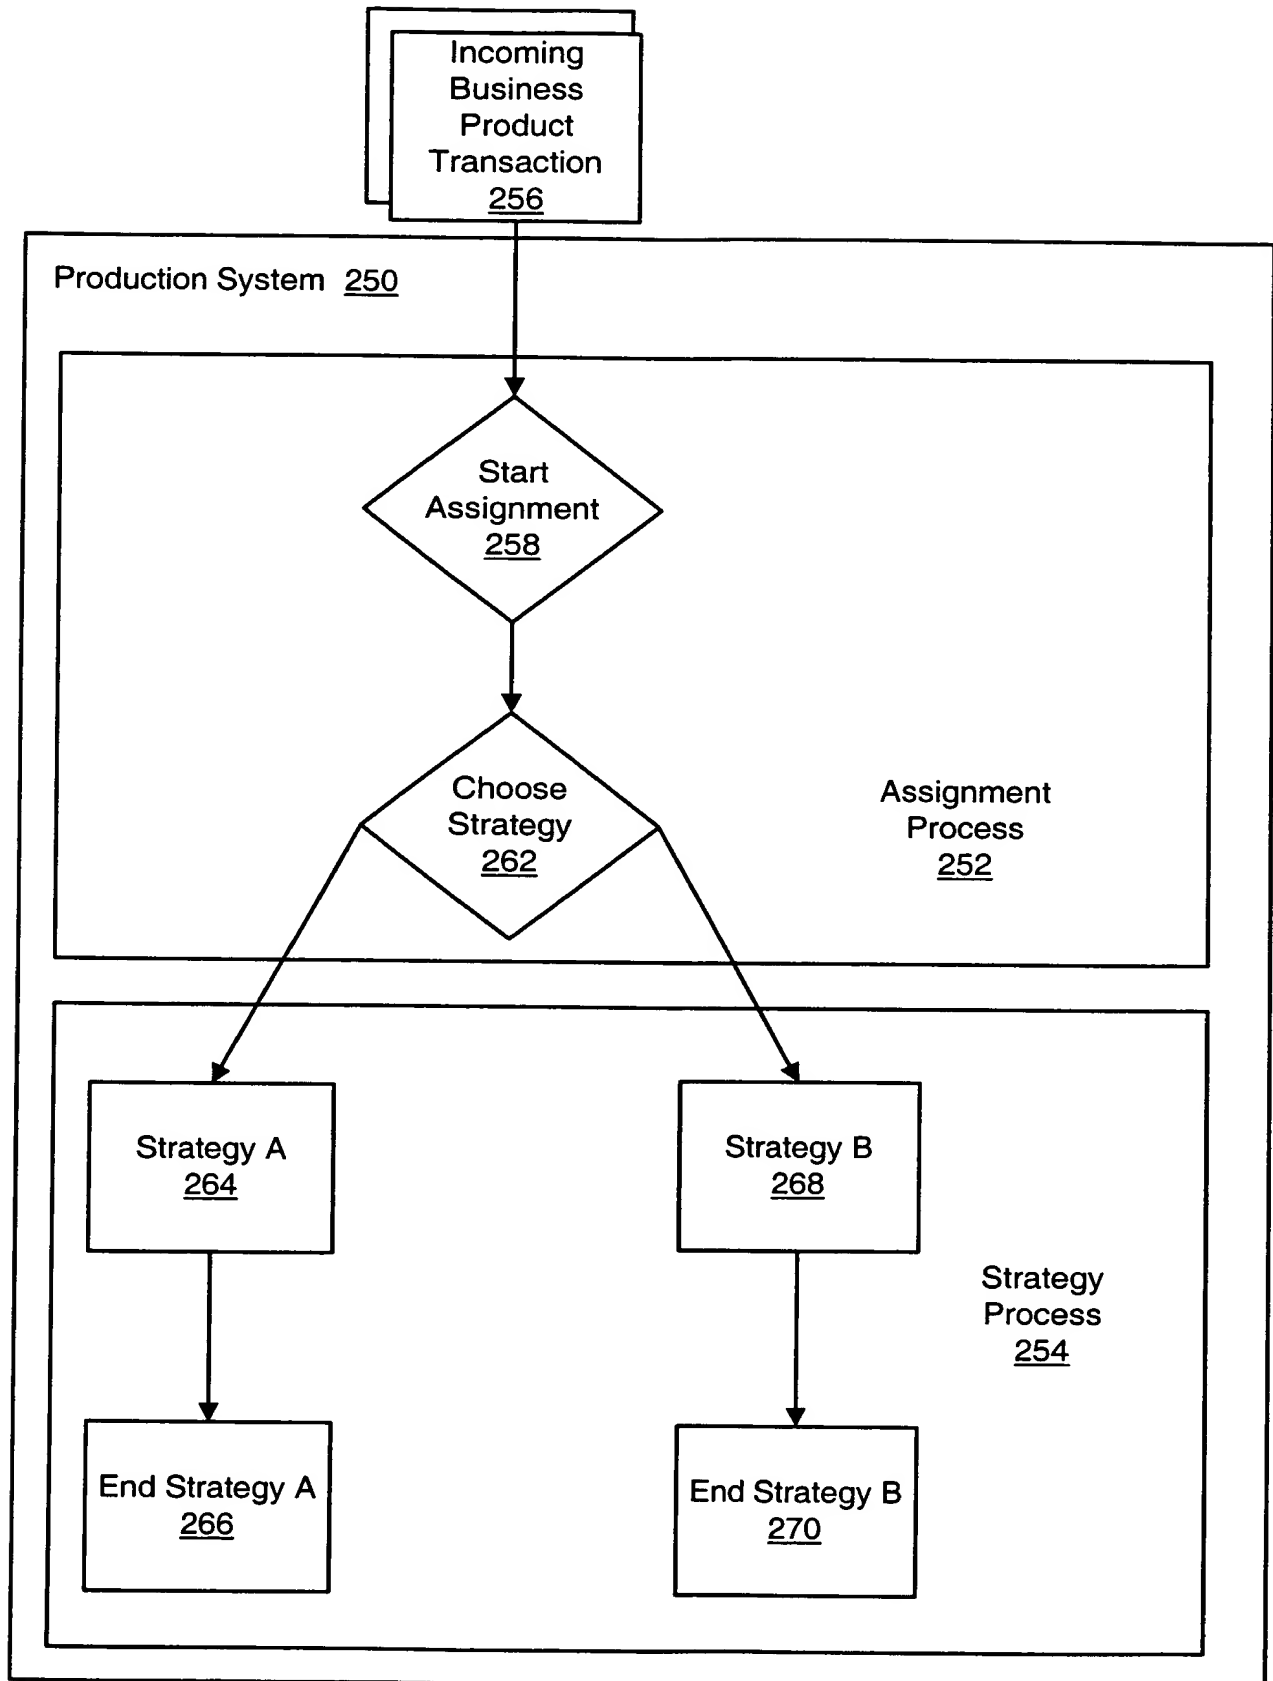 Incoming
Business
Product
Transaction
256
Production System 250
Start
Assignment
258
Choose
Strategy
262
Assignment
Process
252
Strategy A
264
Strategy B
268
Strategy
Process
254
End Strategy A
266
End Strategy B
270